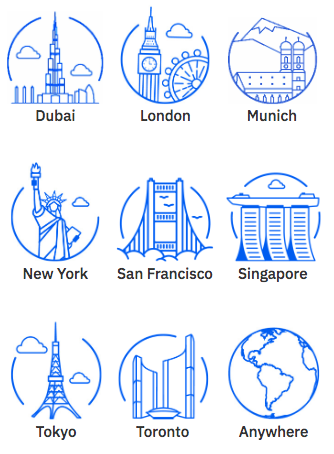 Dubai
London
Munich
New York
San Francisco
Singapore
Tokyo
Toronto
Anywhere